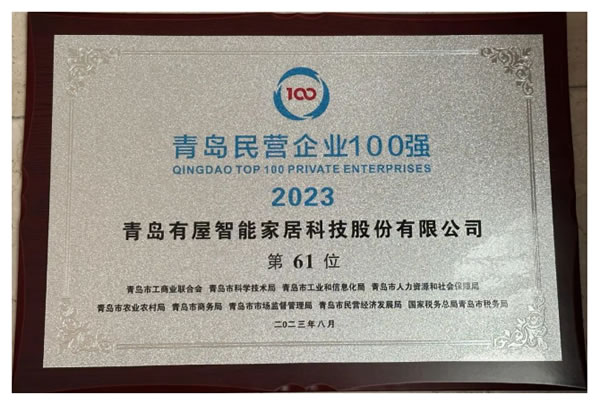 100
青岛民营企业100强
QINGDAO TOP 100 PRIVATE ENTERPRISES
2023
青岛有屋智能家居科技股份有限公司
第 61 位
青岛市工商业联合会 青岛市科学技术局 青岛市工业和信息化局 青岛市人力资源和社会保障局
青岛市农业农村局 青岛市商务局 青岛市市场监督管理局 青岛市民营经济发展局 国家税务总局青岛市税务局
二〇二三年八月